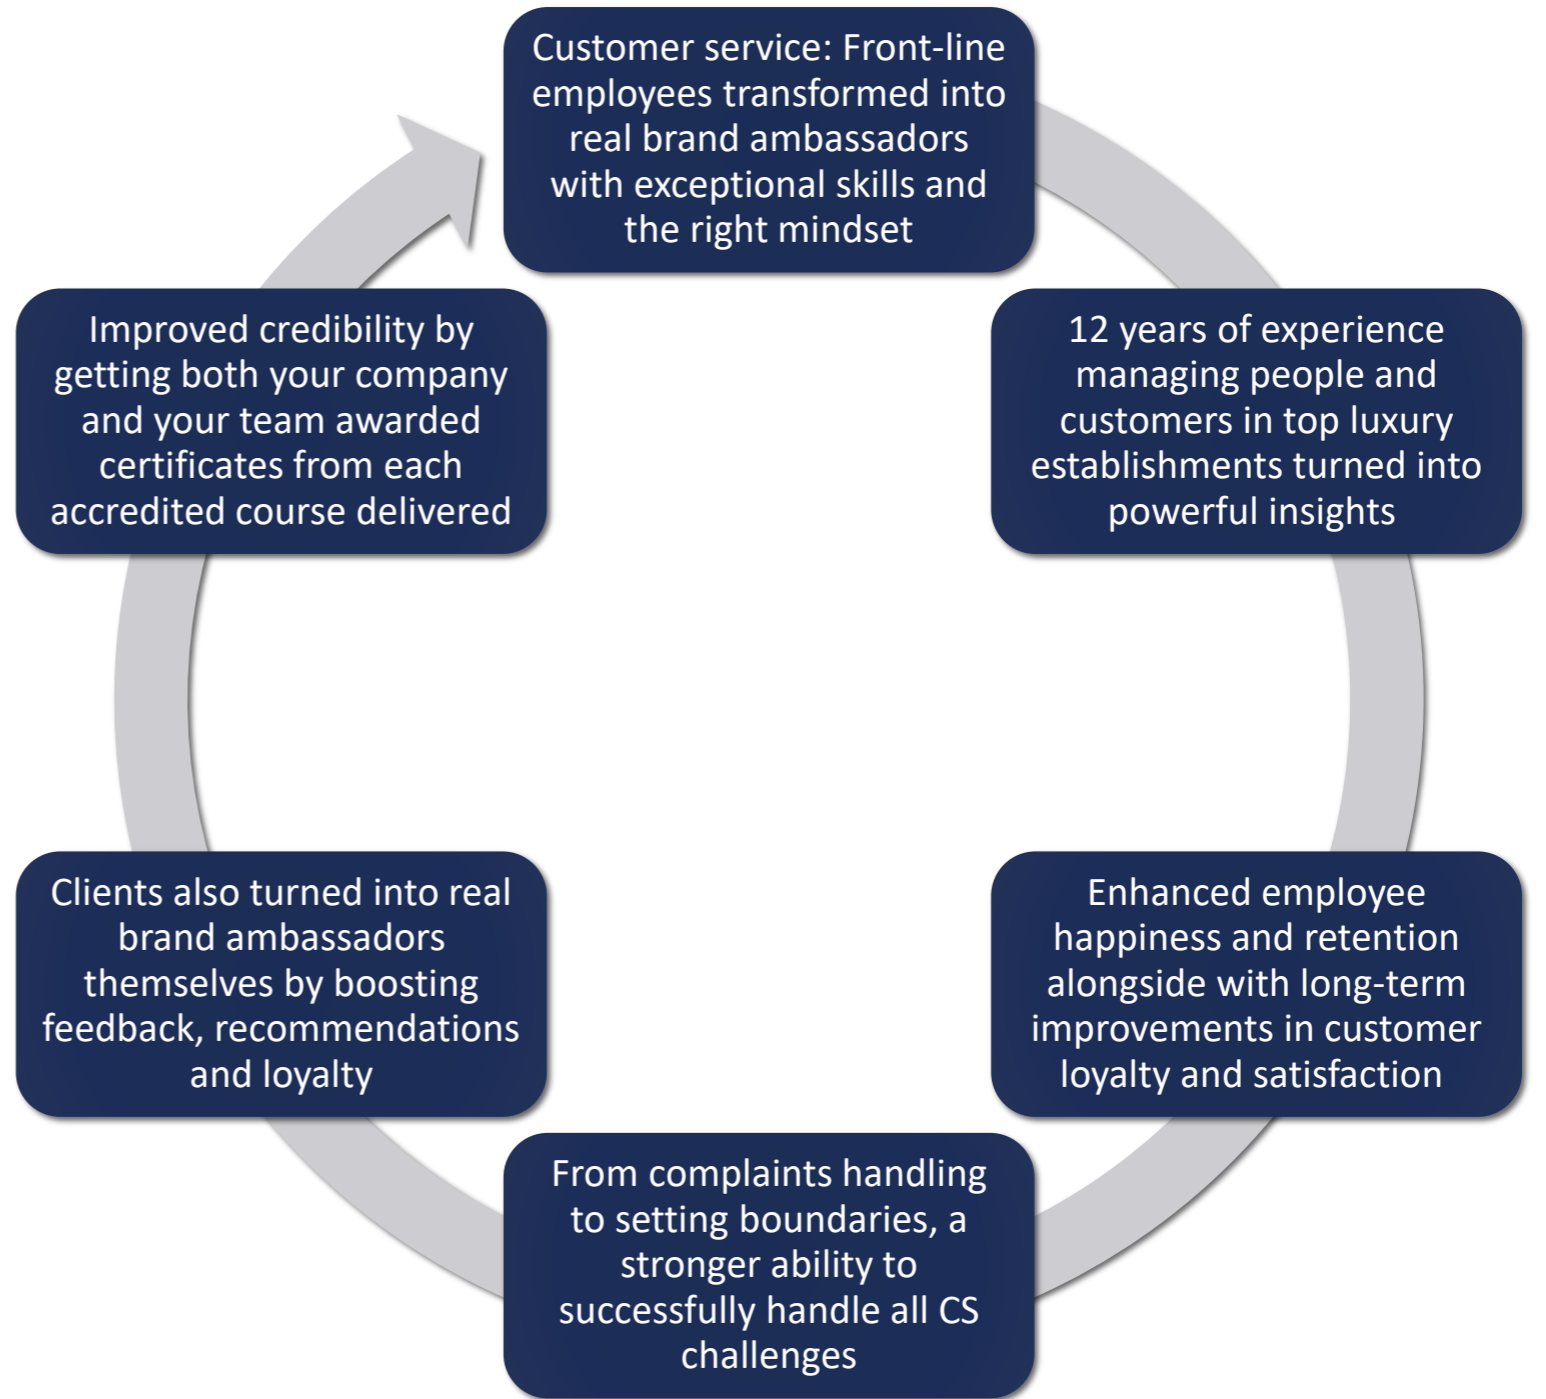 Customer service: Front-line
employees transformed into
real brand ambassadors
with exceptional skills and
the right mindset
12 years of experience
managing people and
customers in top luxury
establishments turned into
powerful insights
Enhanced employee
happiness and retention
alongside with long-term
improvements in customer
loyalty and satisfaction
From complaints handling
to setting boundaries, a
stronger ability to
successfully handle all CS
challenges
Clients also turned into real
brand ambassadors
themselves by boosting
feedback, recommendations
and loyalty
Improved credibility by
getting both your company
and your team awarded
certificates from each
accredited course delivered